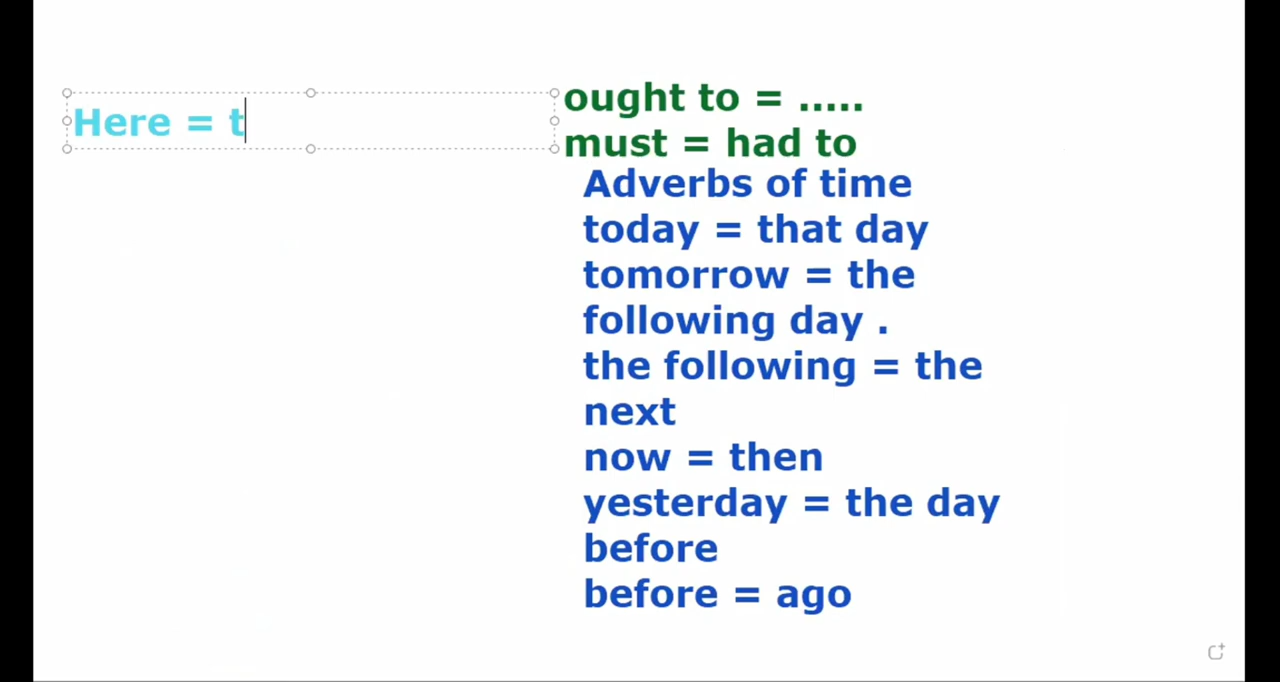 Here = t
ought to = .....
must = had to
Adverbs of time
today = that day
tomorrow = the
following day .
the following = the
next
now = then
yesterday = the day
before
before = ago